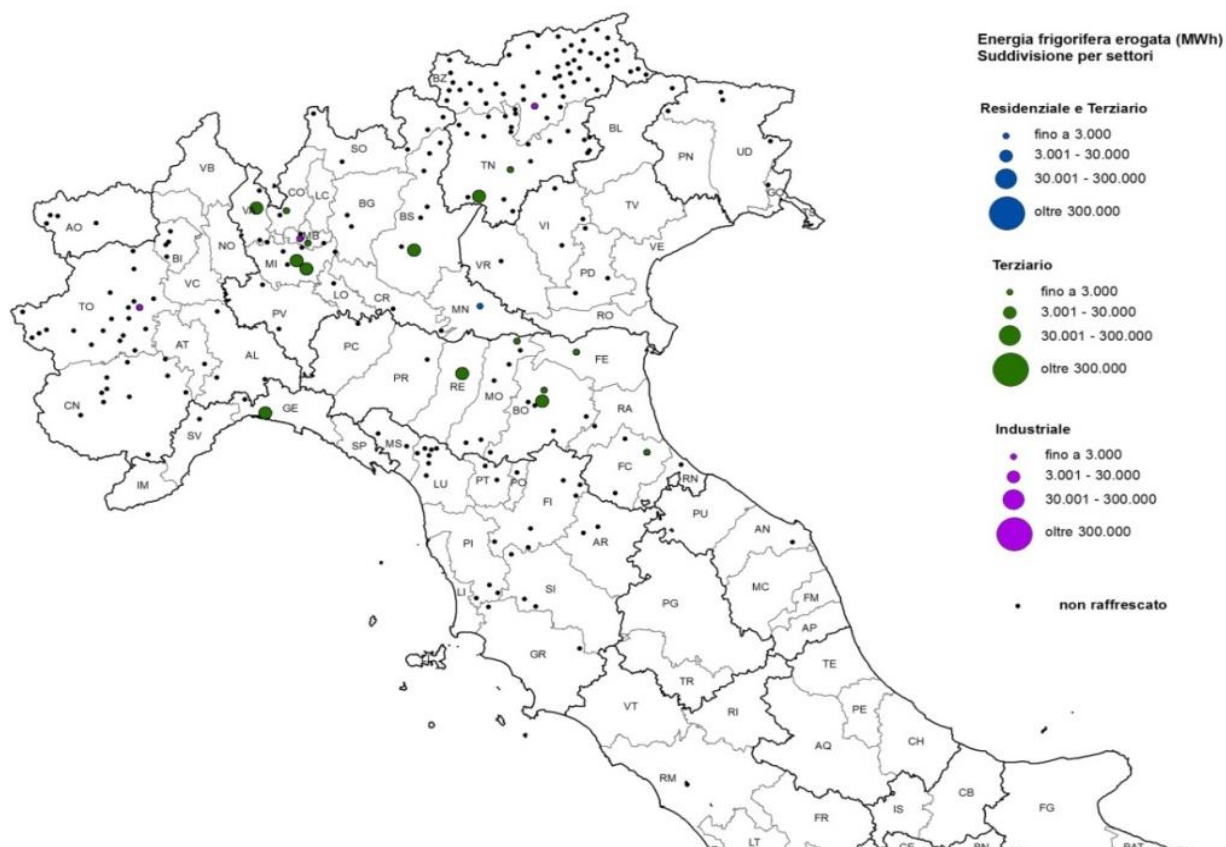 Energia frigorifera erogata (MWh)
Suddivisione per settori
Residenziale e Terziario
fino a 3.000
3.001 - 30.000
30.001 - 300.000
oltre 300.000
Terziario
fino a 3.000
3.001 - 30.000
30.001 - 300.000
oltre 300.000
Industriale
fino a 3.000
3.001 - 30.000
30.001 - 300.000
oltre 300.000
non raffrescato
BZ
BL
SO
VB
TN
PN
UD
CO
LC
BG
BS
VA
GO
TS
AO
TV
VI
NO
MB
BI
MI
VE
VR
PD
VC
TO
LO
CR
MN
RO
PV
AT
PC
AL
FE
PR
RE
MO
BO
CN
GE
RA
SV
SP
MS
FC
IM
LU
PT
PO
FI
RN
PU
AN
PI
AR
LI
SI
PG
MC
FM
AP
GR
TE
TR
VT
RI
PE
AQ
CH
RM
CB
IS
FG
FR
LT
CE
BN
BAT